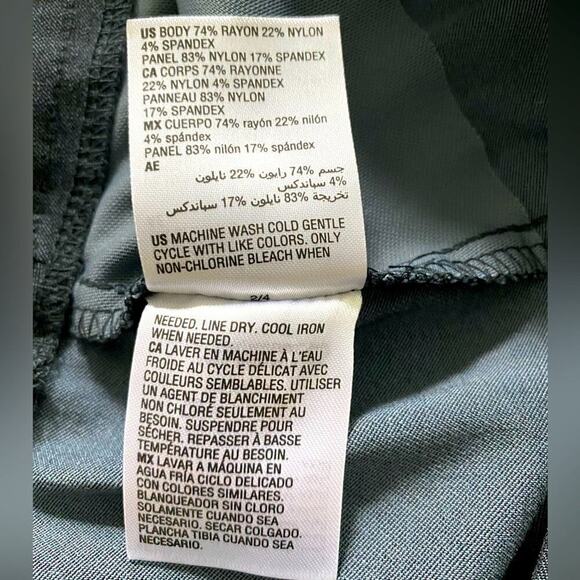 US BODY 74% RAYON 22% NYLON
4% SPANDEX
PANEL 83% NYLON 17% SPANDEX
CA CORPS 74% RAYONNE
22% NYLON 4% SPANDEX
PANNEAU 83% NYLON
17% SPANDEX
MX CUERPO 74% rayón 22% nilón
4% spándex
PANEL 83% nilón 17% spándex
AE
جسم 74% رايون 22% نايلون
4% سباندكس
تخريجة 83% نايلون 17% سباندكس
US MACHINE WASH COLD GENTLE
CYCLE WITH LIKE COLORS. ONLY
NON-CHLORINE BLEACH WHEN
2/4
NEEDED. LINE DRY. COOL IRON
WHEN NEEDED.
CA LAVER EN MACHINE À L'EAU
FROIDE AU CYCLE DÉLICAT AVEC
COULEURS SEMBLABLES. UTILISER
UN AGENT DE BLANCHIMENT
NON CHLORÉ SEULEMENT AU
BESOIN. SUSPENDRE POUR
SÉCHER. REPASSER À BASSE
TEMPÉRATURE AU BESOIN.
MX LAVAR A MÁQUINA EN
AGUA FRÍA CICLO DELICADO
CON COLORES SIMILARES.
BLANQUEADOR SIN CLORO
SOLAMENTE CUANDO SEA
NECESARIO. SECAR COLGADO.
PLANCHA TIBIA CUANDO SEA
NECESARIO.